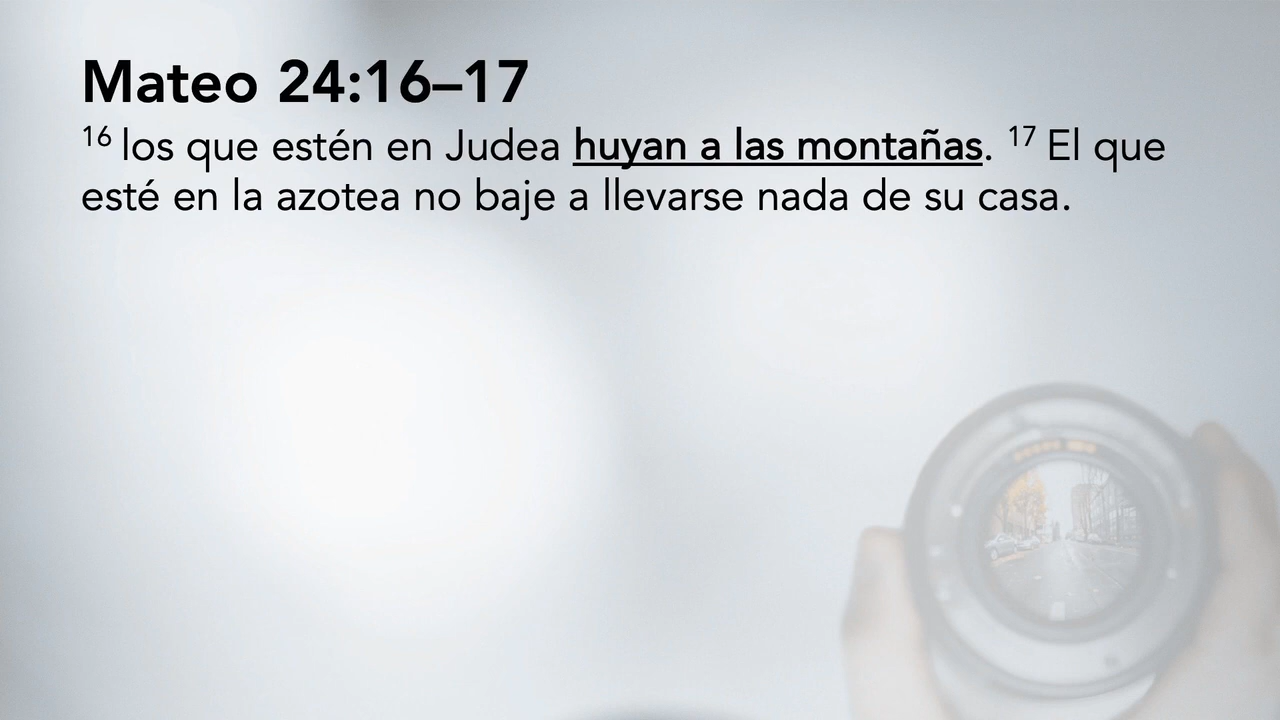 Mateo 24:16–17
16 los que estén en Judea huyan a las montañas. 17 El que
esté en la azotea no baje a llevarse nada de su casa.